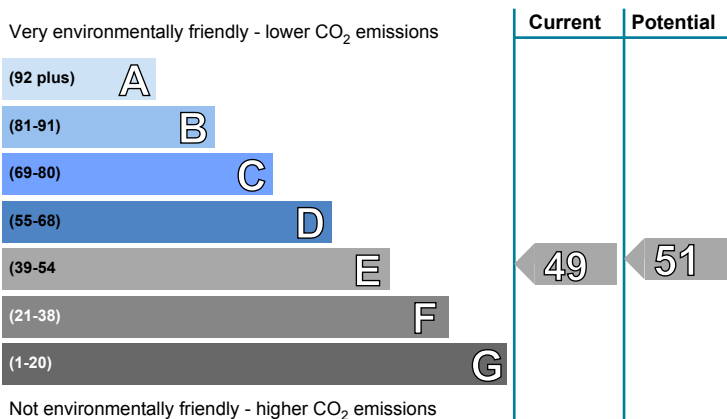 Very environmentally friendly - lower CO2 emissions
Current Potential
(92 plus) A
(81-91) B
(69-80) C
(55-68) D
(39-54 E
49 51
(21-38) F
(1-20) G
Not environmentally friendly - higher CO2 emissions